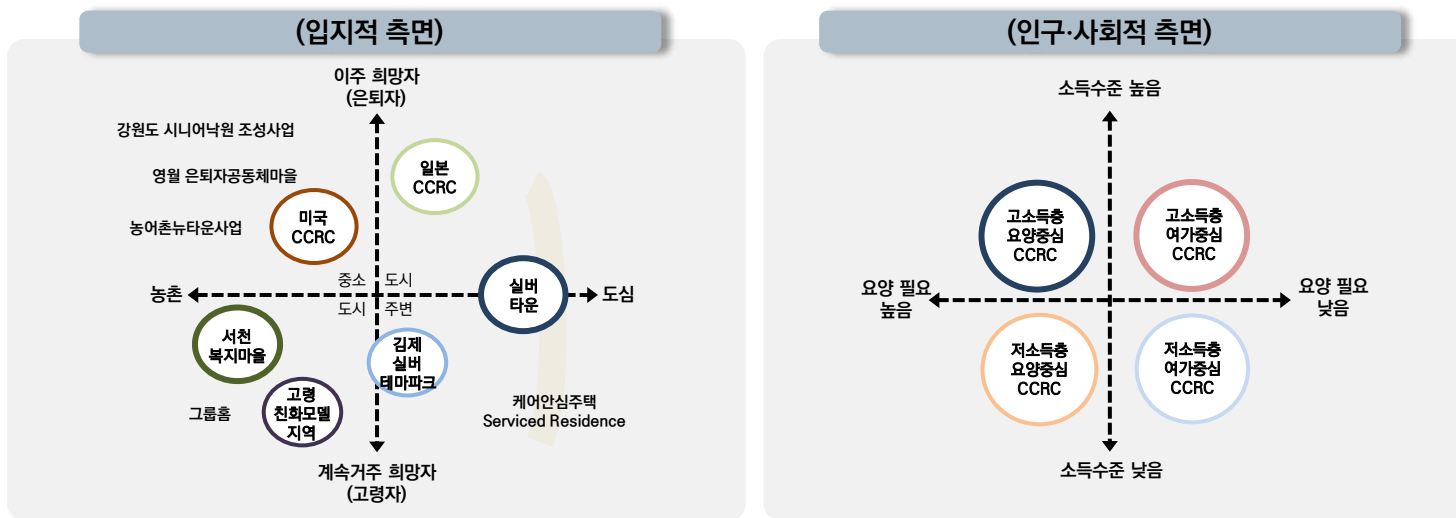 (입지적 측면)
이주 희망자
(은퇴자)
강원도 시니어낙원 조성사업
일본
CCRC
영월 은퇴자공동체마을
미국
CCRC
농어촌뉴타운사업
중소 도시
농촌
실버
타운
도심
도시 주변
서천
복지마을
김제
실버
테마파크
고령
친화모델
지역
그룹홈
케어안심주택
Serviced Residence
계속거주 희망자
(고령자)
(인구·사회적 측면)
소득수준 높음
고소득층
요양중심
CCRC
고소득층
여가중심
CCRC
요양 필요
높음
요양 필요
낮음
저소득층
요양중심
CCRC
저소득층
여가중심
CCRC
소득수준 낮음